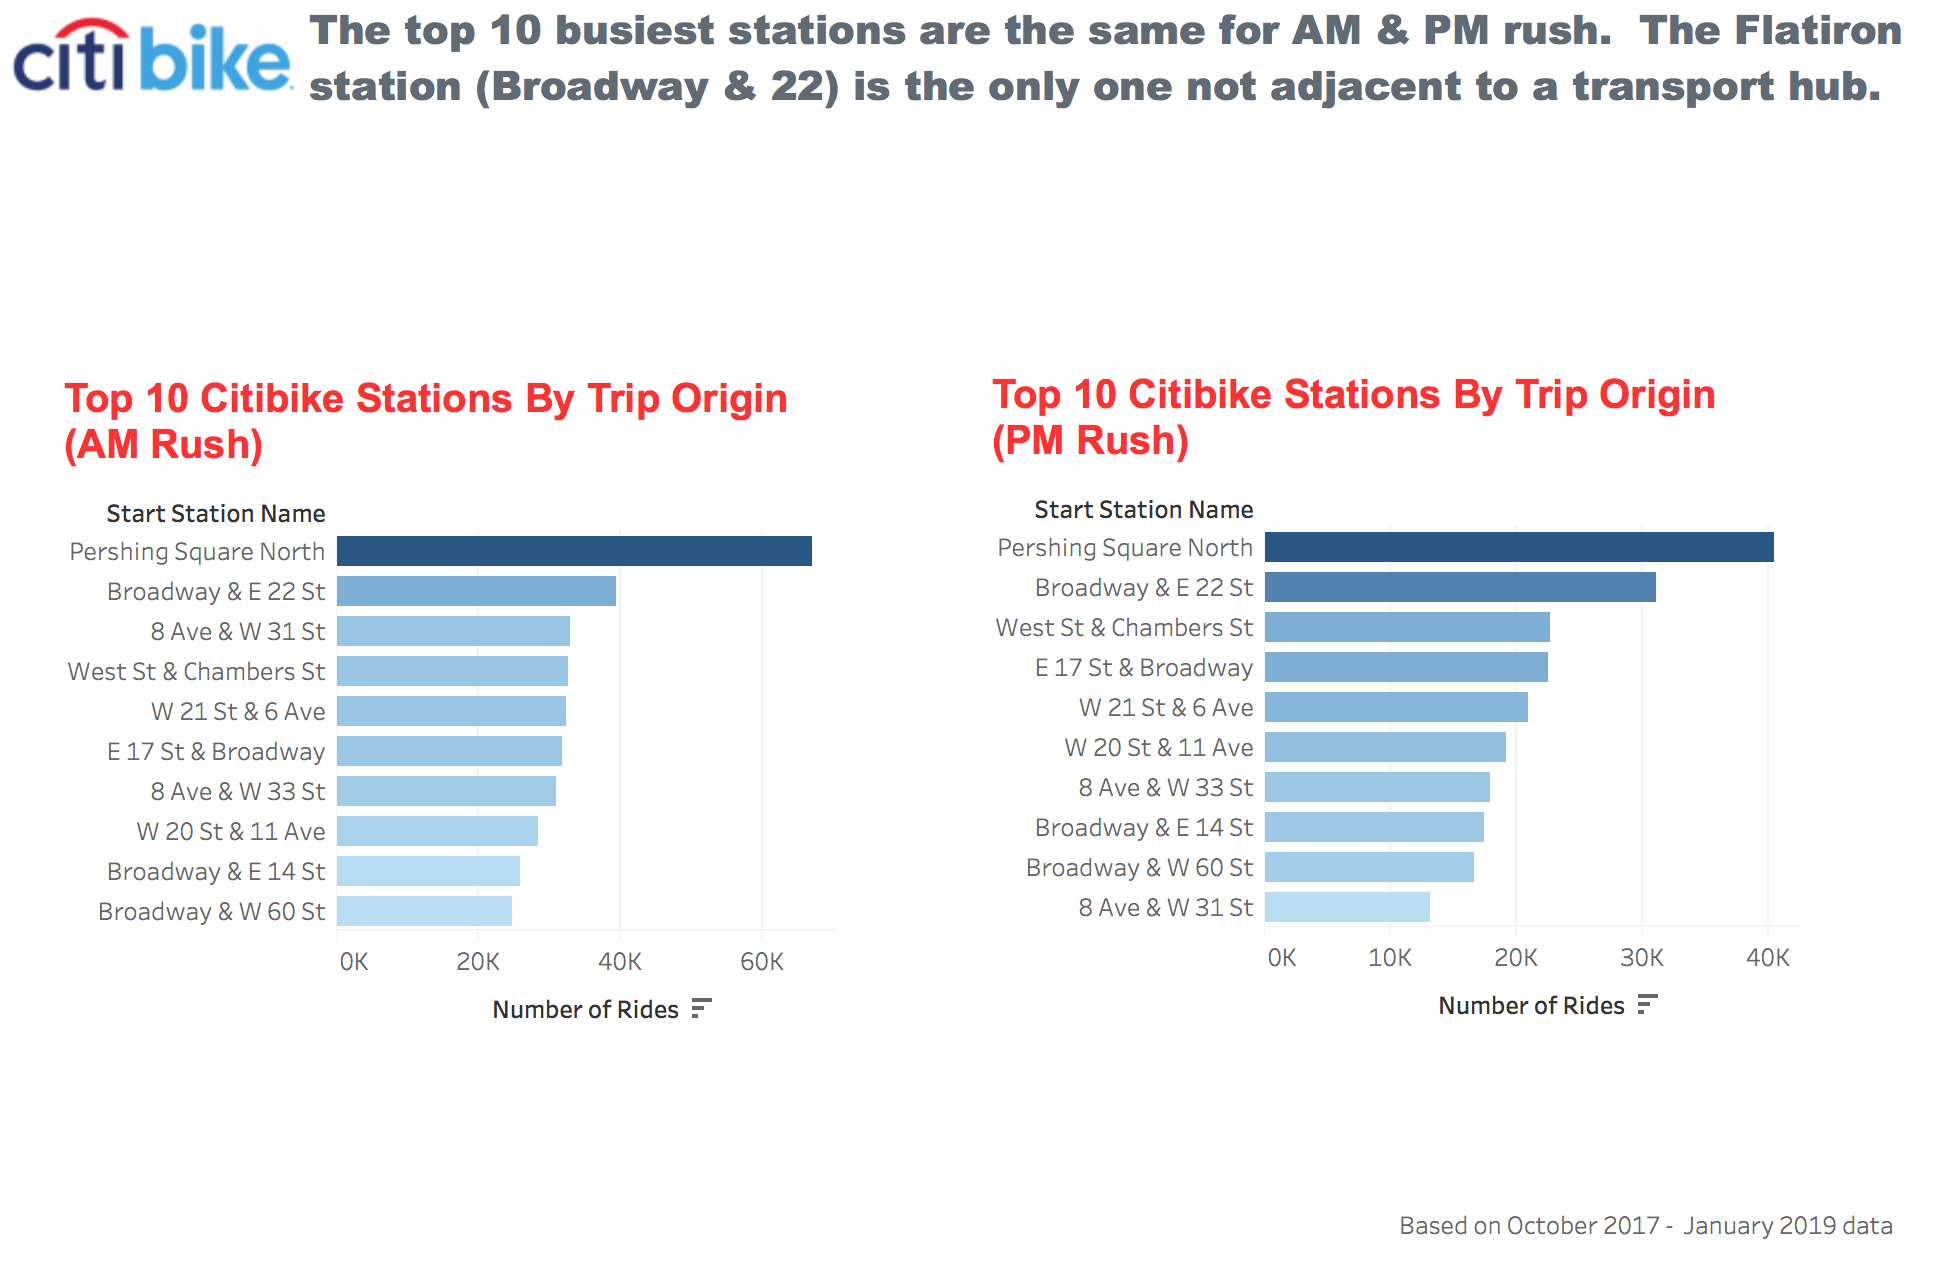 citi bike
The top 10 busiest stations are the same for AM & PM rush.  The Flatiron
station (Broadway & 22) is the only one not adjacent to a transport hub.
Top 10 Citibike Stations By Trip Origin
(AM Rush)
Start Station Name
Pershing Square North
Broadway & E 22 St
8 Ave & W 31 St
West St & Chambers St
W 21 St & 6 Ave
E 17 St & Broadway
8 Ave & W 33 St
W 20 St & 11 Ave
Broadway & E 14 St
Broadway & W 60 St
0K 20K 40K 60K
Number of Rides
Top 10 Citibike Stations By Trip Origin
(PM Rush)
Start Station Name
Pershing Square North
Broadway & E 22 St
West St & Chambers St
E 17 St & Broadway
W 21 St & 6 Ave
W 20 St & 11 Ave
8 Ave & W 33 St
Broadway & E 14 St
Broadway & W 60 St
8 Ave & W 31 St
0K 10K 20K 30K 40K
Number of Rides
Based on October 2017 - January 2019 data